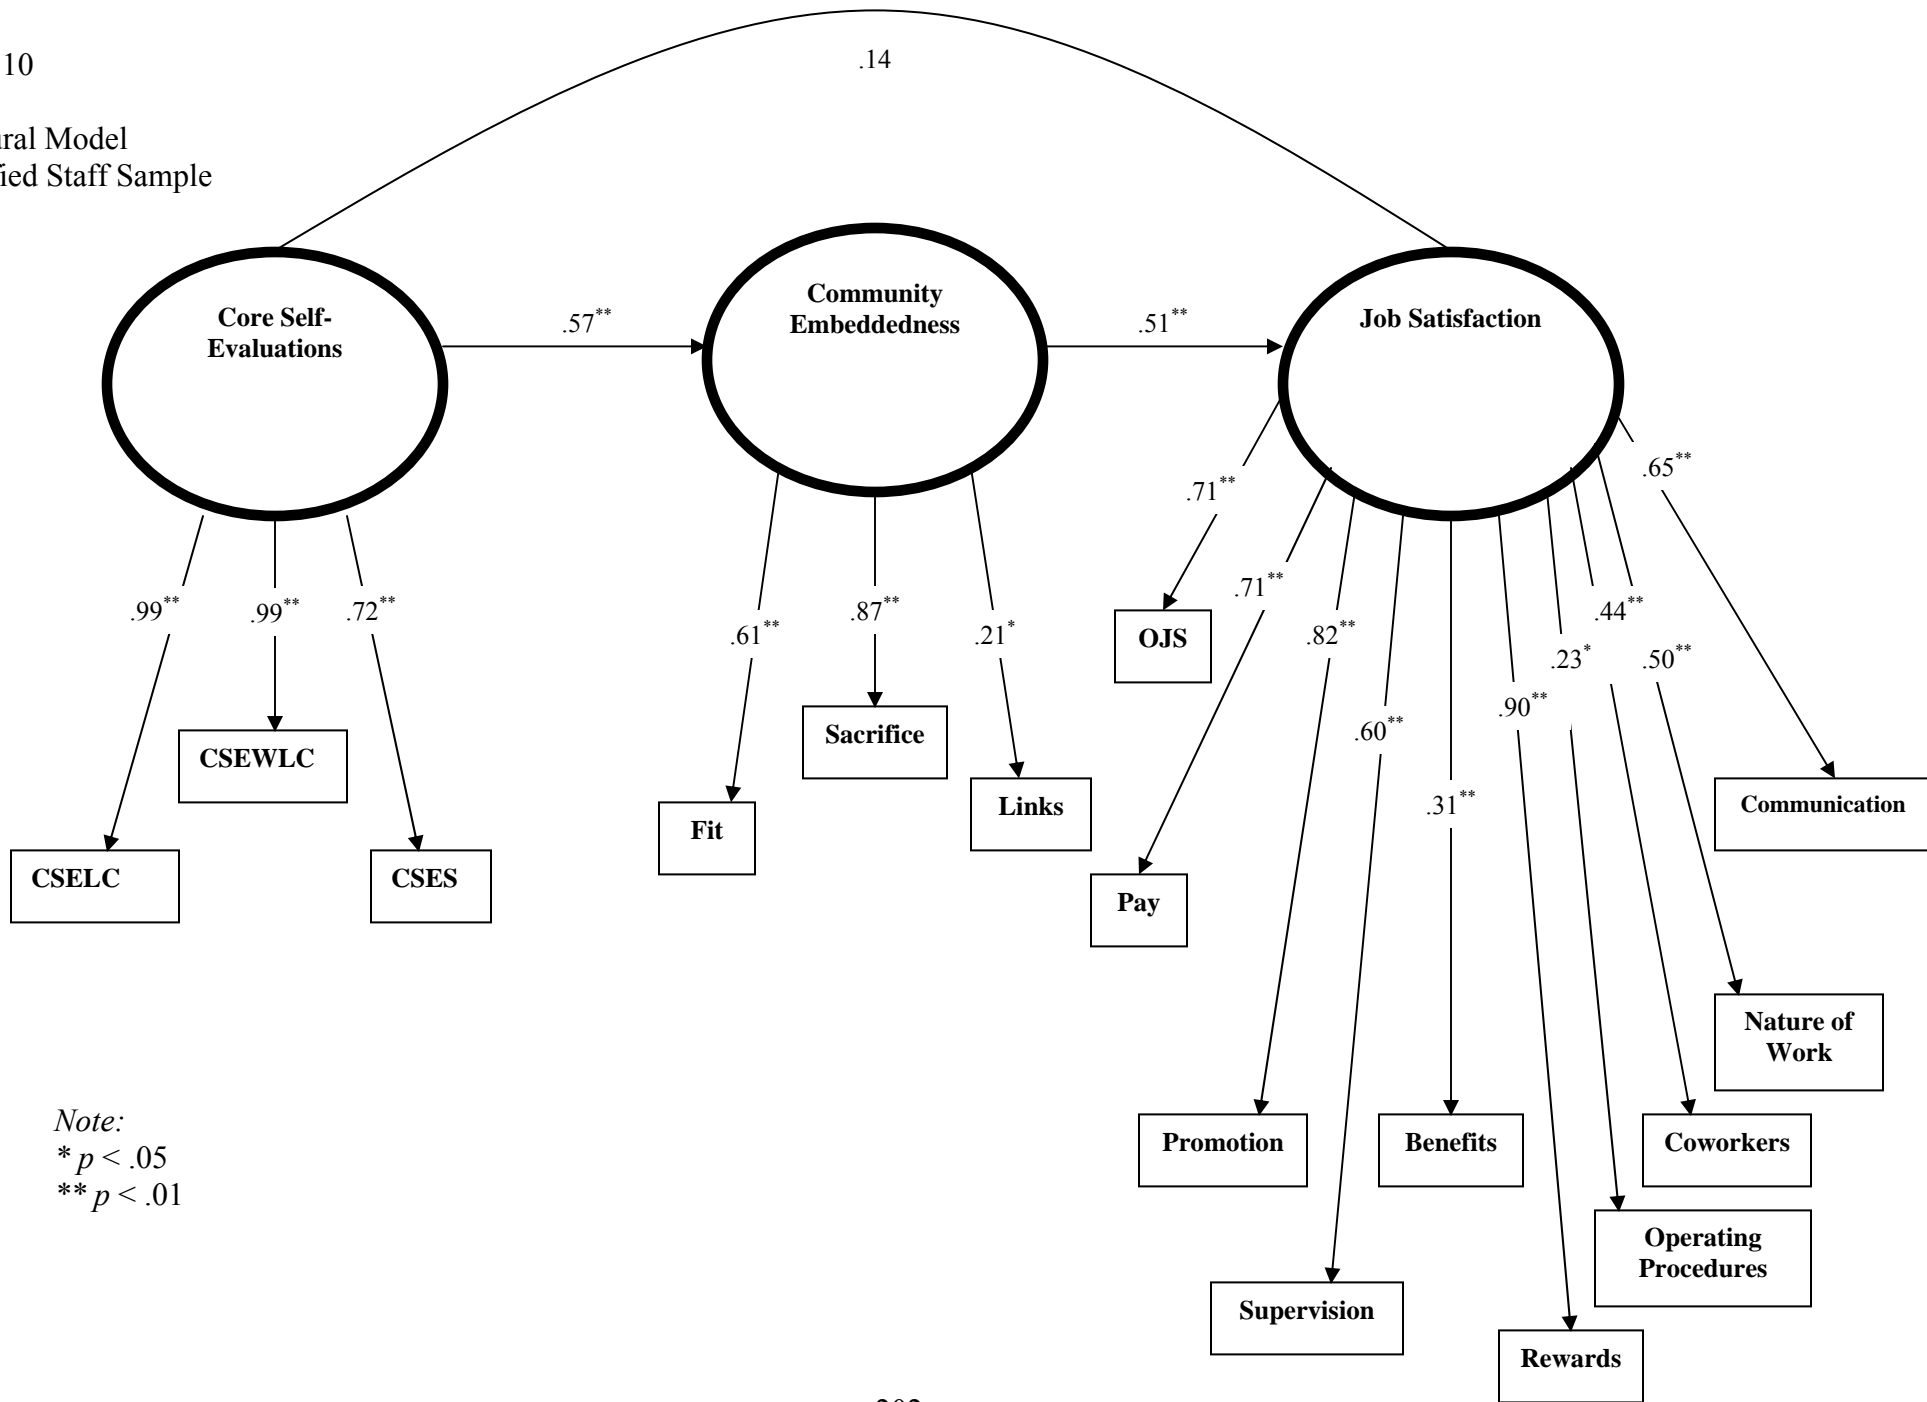 .14
10
ural Model
fied Staff Sample
Core Self-
Evaluations
Community
Embeddedness
Job Satisfaction
.57**
.51**
.65**
.71**
.71**
.99**
.99**
.72**
.61**
.87**
.21*
.82**
.44**
.23*
.50**
.60**
.90**
.31**
OJS
CSEWLC
Sacrifice
Links
Communication
Fit
CSELC
CSES
Pay
Nature of
Work
Promotion
Benefits
Coworkers
Operating
Procedures
Supervision
Rewards
Note:
* p < .05
** p < .01